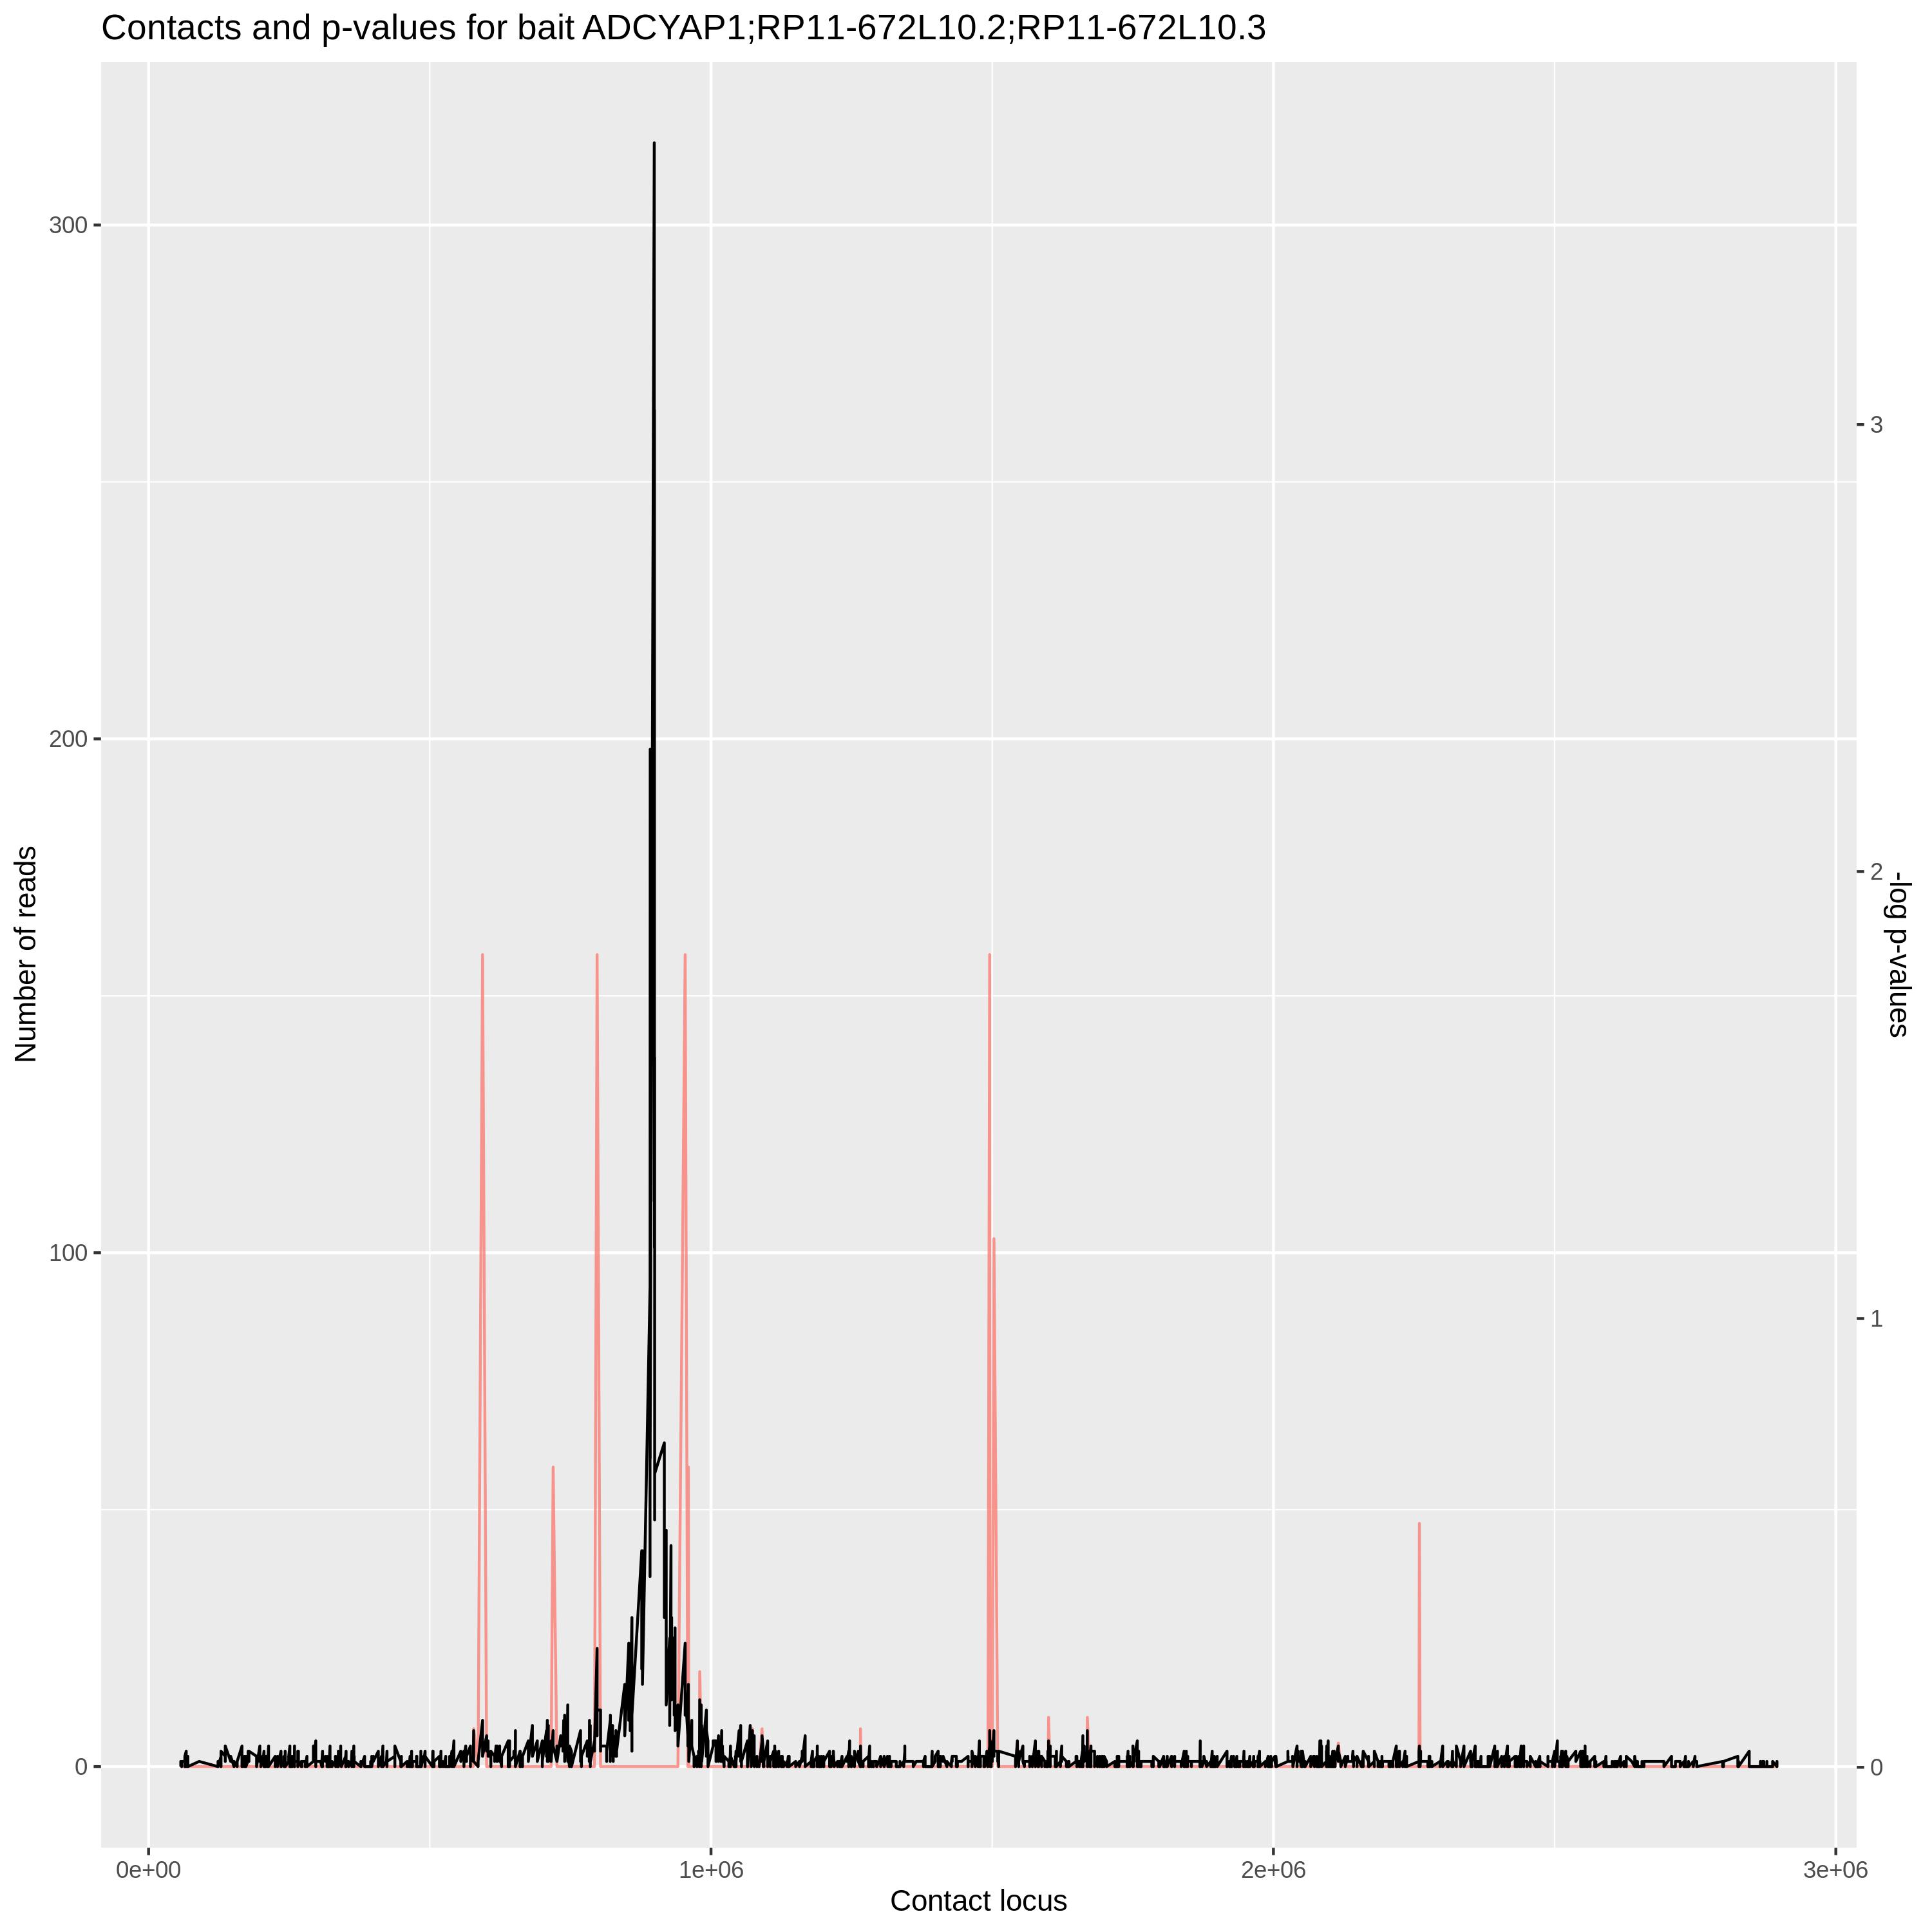 Contacts and p-values for bait ADCYAP1;RP11-672L10.2;RP11-672L10.3
300
200
100
0
Number of reads
3
2
1
0
-log p-values
0e+00
1e+06
2e+06
3e+06
Contact locus